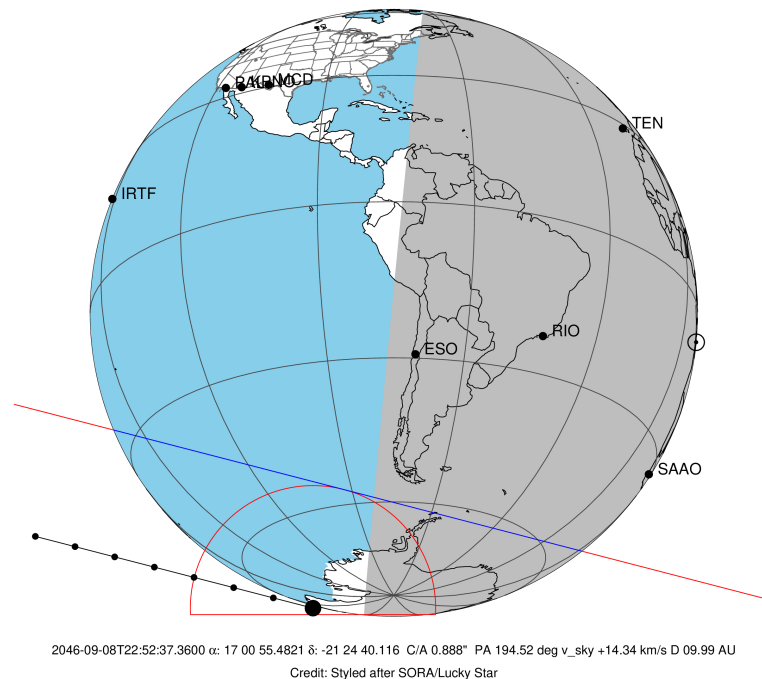 PAL KPNO MCD
TEN
IRTF
RIO
ESO
SAAO
2046-09-08T22:52:37.3600 α: 17 00 55.4821 δ: -21 24 40.116 C/A 0.888" PA 194.52 deg v_sky +14.34 km/s D 09.99 AU
Credit: Styled after SORA/Lucky Star